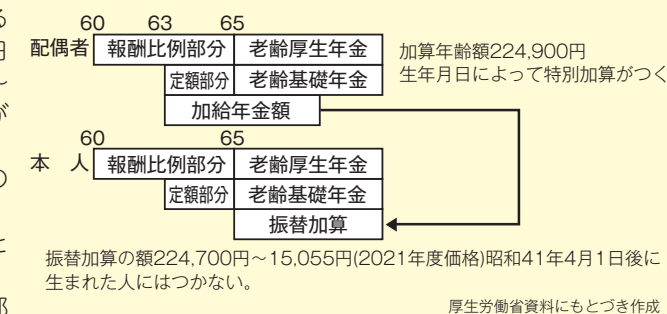 る
円
～
が
の
と
部
60 63 65
配偶者 報酬比例部分 老齢厚生年金 加算年齢額224,900円
定額部分 老齢基礎年金 生年月日によって特別加算がつく
加給年金額
60 65
本 人 報酬比例部分 老齢厚生年金
定額部分 老齢基礎年金
振替加算
振替加算の額224,700円～15,055円(2021年度価格)昭和41年4月1日後に
生まれた人にはつかない。
厚生労働省資料にもとづき作成